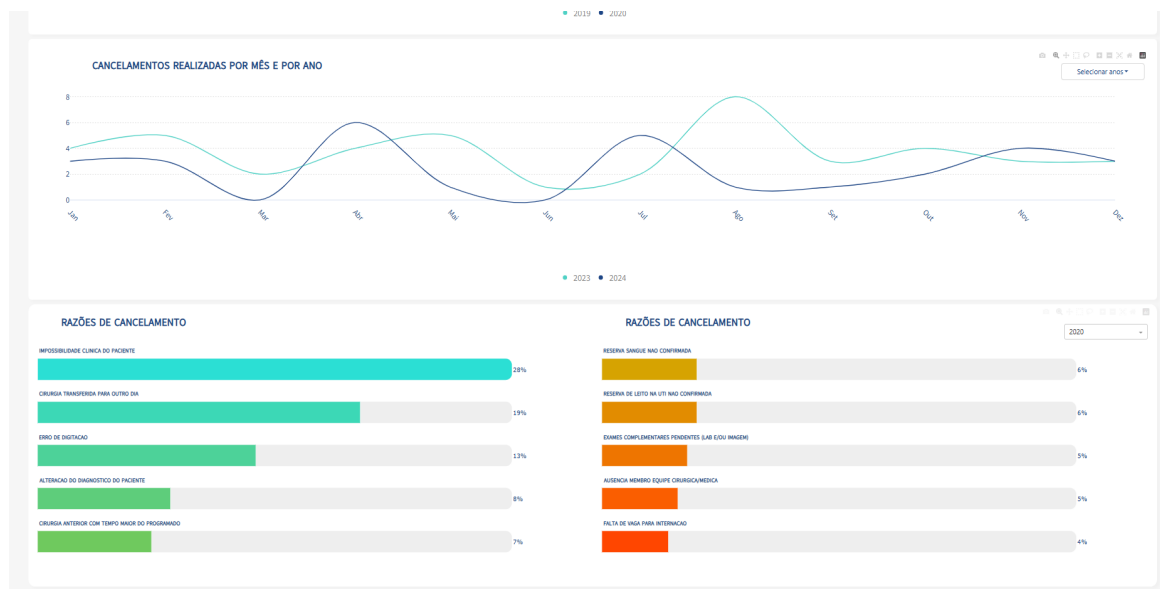 2019 2020
CANCELAMENTOS REALIZADAS POR MÊS E POR ANO
Selecionar anos
8
6
4
2
0
Jan Fev Mar Abr Mai Jun Jul Ago Set Out Nov Dez
2023 2024
RAZÕES DE CANCELAMENTO
IMPOSSIBILIDADE CLINICA DO PACIENTE
28%
CIRURGIA TRANSFERIDA PARA OUTRO DIA
19%
ERRO DE DIGITACAO
13%
ALTERACAO DO DIAGNOSTICO DO PACIENTE
8%
CIRURGIA ANTERIOR COM TEMPO MAIOR DO PROGRAMADO
7%
RAZÕES DE CANCELAMENTO
2020
RESERVA SANGUE NAO CONFIRMADA
6%
RESERVA DE LEITO NA UTI NAO CONFIRMADA
6%
EXAMES COMPLEMENTARES PENDENTES (LAB E/OU IMAGEM)
5%
AUSENCIA MEMBRO EQUIPE CIRURGICA/MEDICA
5%
FALTA DE VAGA PARA INTERNACAO
4%